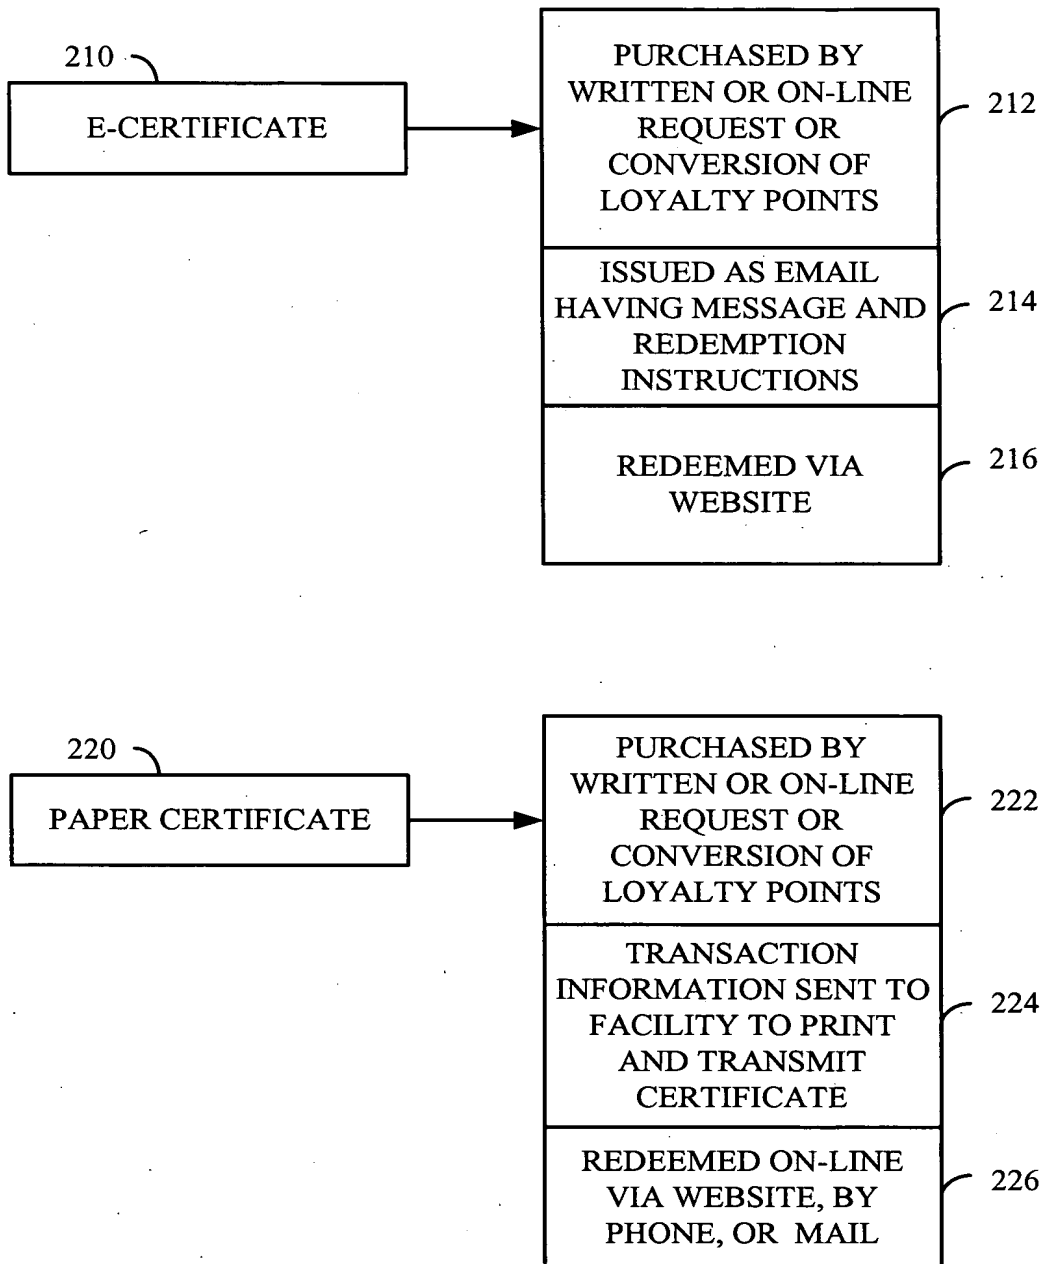 210
E-CERTIFICATE
PURCHASED BY
WRITTEN OR ON-LINE
REQUEST OR
CONVERSION OF
LOYALTY POINTS
212
ISSUED AS EMAIL
HAVING MESSAGE AND
REDEMPTION
INSTRUCTIONS
214
REDEEMED VIA
WEBSITE
216
220
PAPER CERTIFICATE
PURCHASED BY
WRITTEN OR ON-LINE
REQUEST OR
CONVERSION OF
LOYALTY POINTS
222
TRANSACTION
INFORMATION SENT TO
FACILITY TO PRINT
AND TRANSMIT
CERTIFICATE
224
REDEEMED ON-LINE
VIA WEBSITE, BY
PHONE, OR MAIL
226